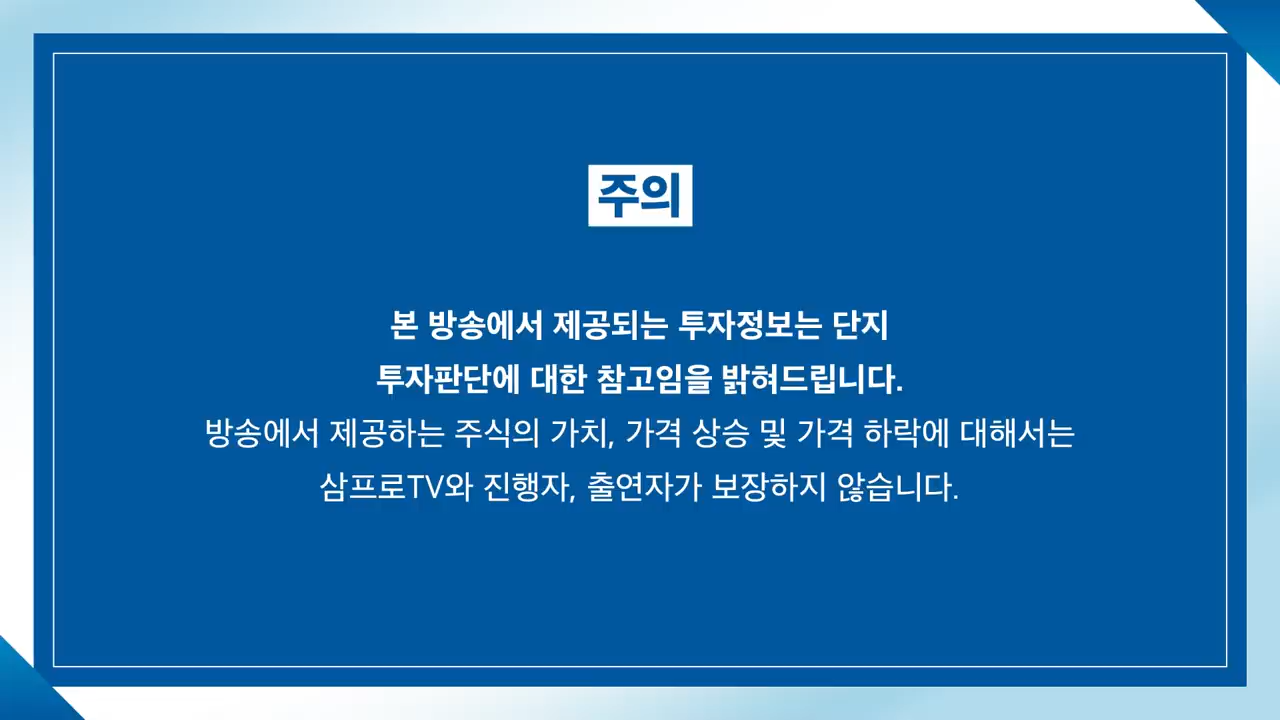 주의
본 방송에서 제공되는 투자정보는 단지
투자판단에 대한 참고임을 밝혀드립니다.
방송에서 제공하는 주식의 가치, 가격 상승 및 가격 하락에 대해서는
삼프로TV와 진행자, 출연자가 보장하지 않습니다.